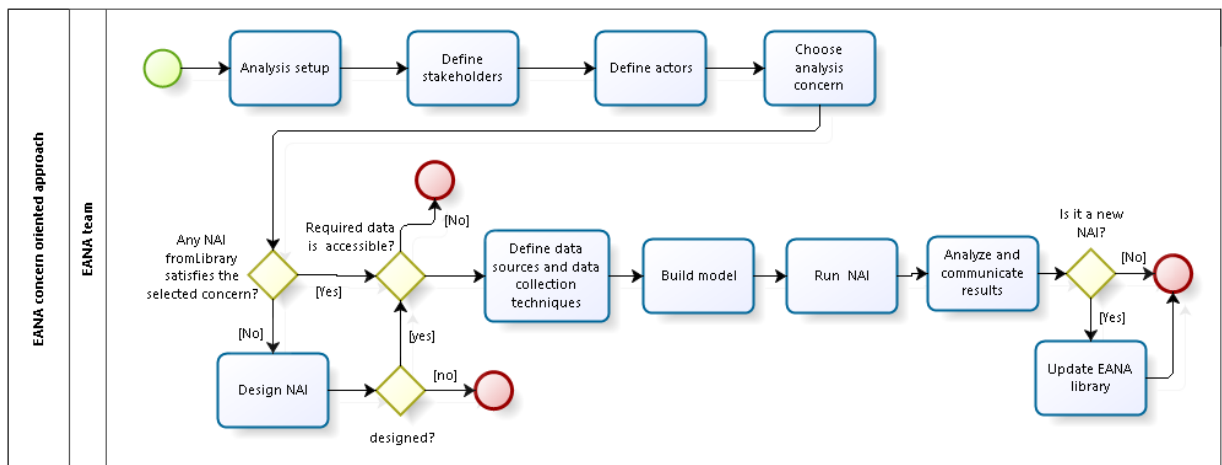 EANA concern oriented approach
EANA team
Analysis setup
Define
stakeholders
Define actors
Choose
analysis
concern
Any NAI
fromLibrary
satisfies the
selected concern?
[Yes]
[No]
Required data
is accessible?
[No]
Define data
sources and data
collection
techniques
Build model
Run NAI
Analyze and
communicate
results
Is it a new
NAI?
[No]
[Yes]
Update EANA
library
Design NAI
[yes]
[no]
designed?